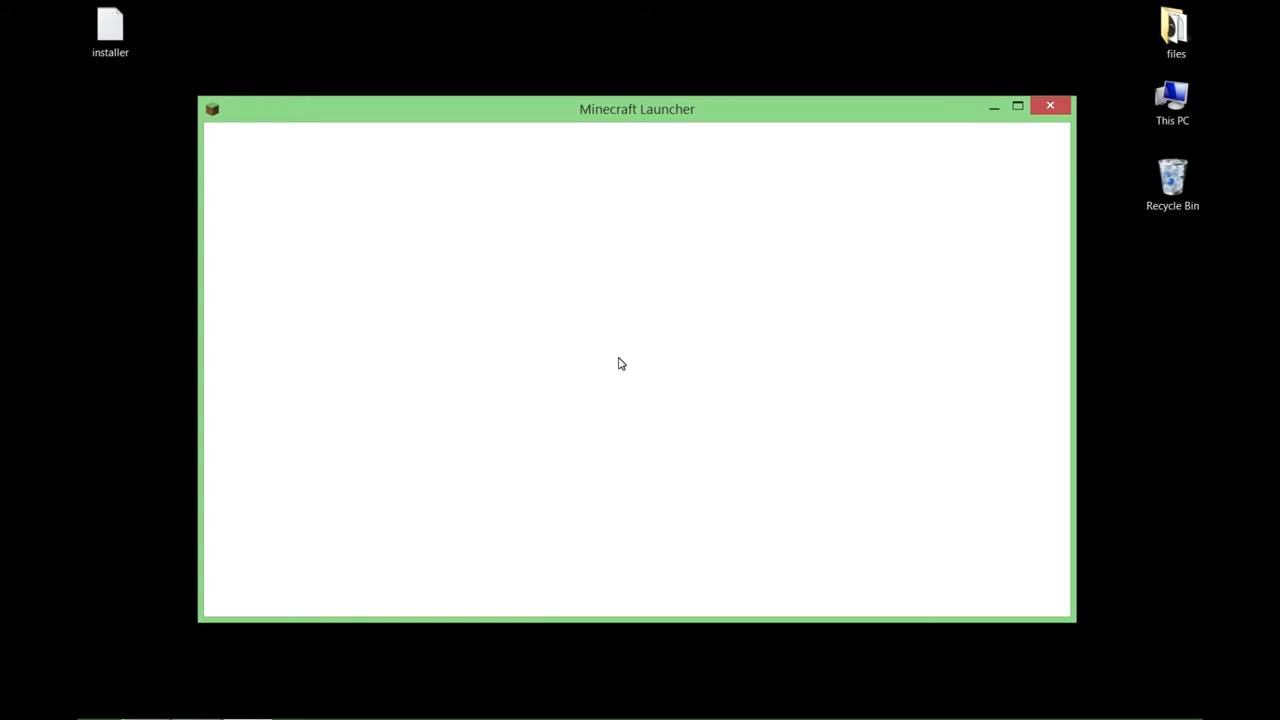 installer
files
Minecraft Launcher
This PC
Recycle Bin